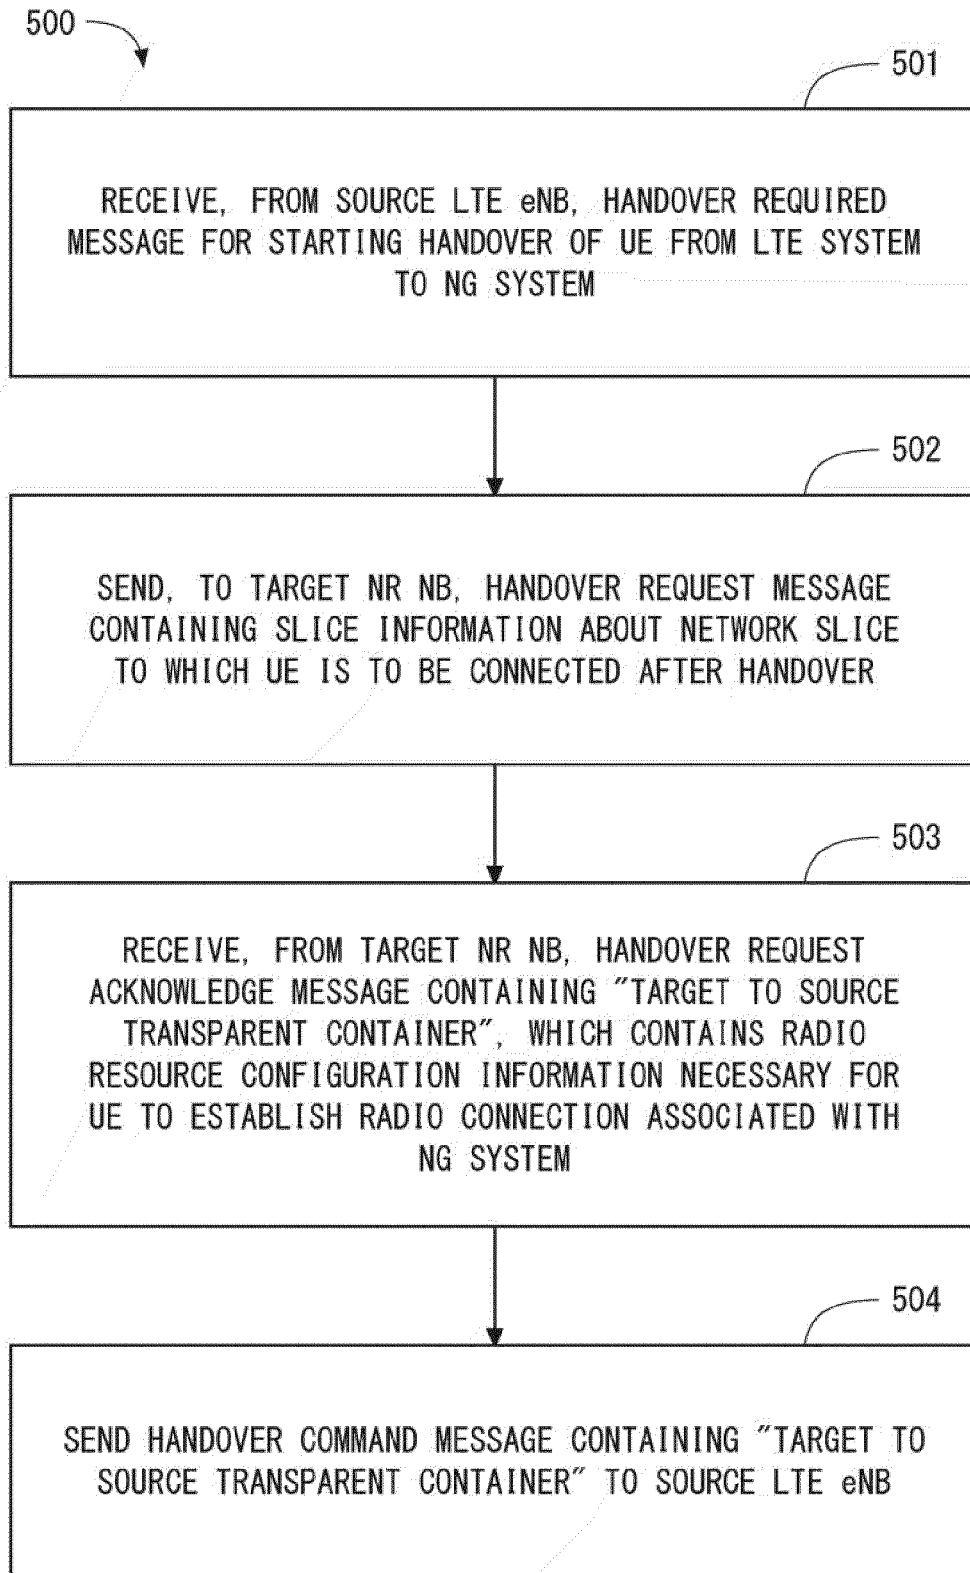 500
501
RECEIVE, FROM SOURCE LTE eNB, HANDOVER REQUIRED
MESSAGE FOR STARTING HANDOVER OF UE FROM LTE SYSTEM
TO NG SYSTEM
502
SEND, TO TARGET NR NB, HANDOVER REQUEST MESSAGE
CONTAINING SLICE INFORMATION ABOUT NETWORK SLICE
TO WHICH UE IS TO BE CONNECTED AFTER HANDOVER
503
RECEIVE, FROM TARGET NR NB, HANDOVER REQUEST
ACKNOWLEDGE MESSAGE CONTAINING "TARGET TO SOURCE
TRANSPARENT CONTAINER", WHICH CONTAINS RADIO
RESOURCE CONFIGURATION INFORMATION NECESSARY FOR
UE TO ESTABLISH RADIO CONNECTION ASSOCIATED WITH
NG SYSTEM
504
SEND HANDOVER COMMAND MESSAGE CONTAINING "TARGET TO
SOURCE TRANSPARENT CONTAINER" TO SOURCE LTE eNB